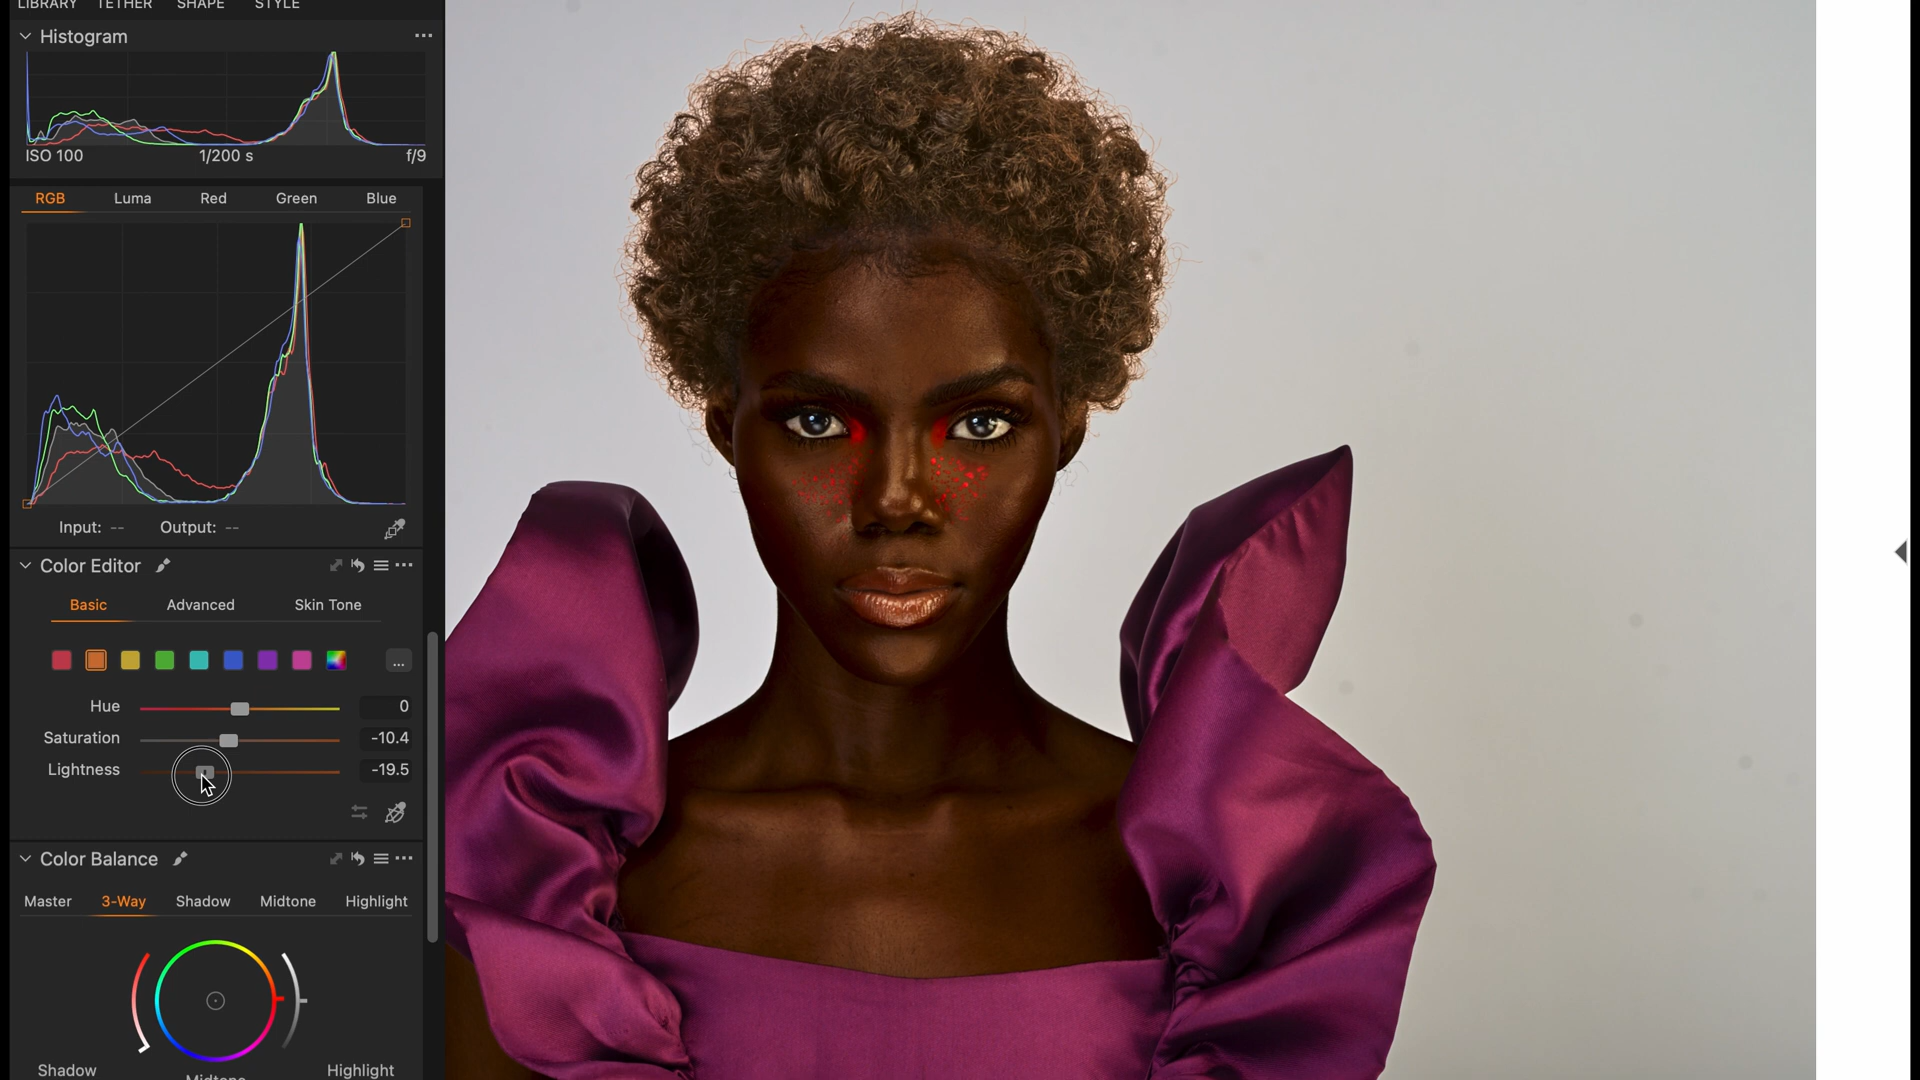 LIBRARY TETHER SHAPE STYLE
Histogram
ISO 100 1/200 s f/9
RGB Luma Red Green Blue
Input: -- Output: --
Color Editor
Basic Advanced Skin Tone
...
Hue 0
Saturation -10.4
Lightness -19.5
Color Balance
Master 3-Way Shadow Midtone Highlight
Shadow Highlight
Midtone